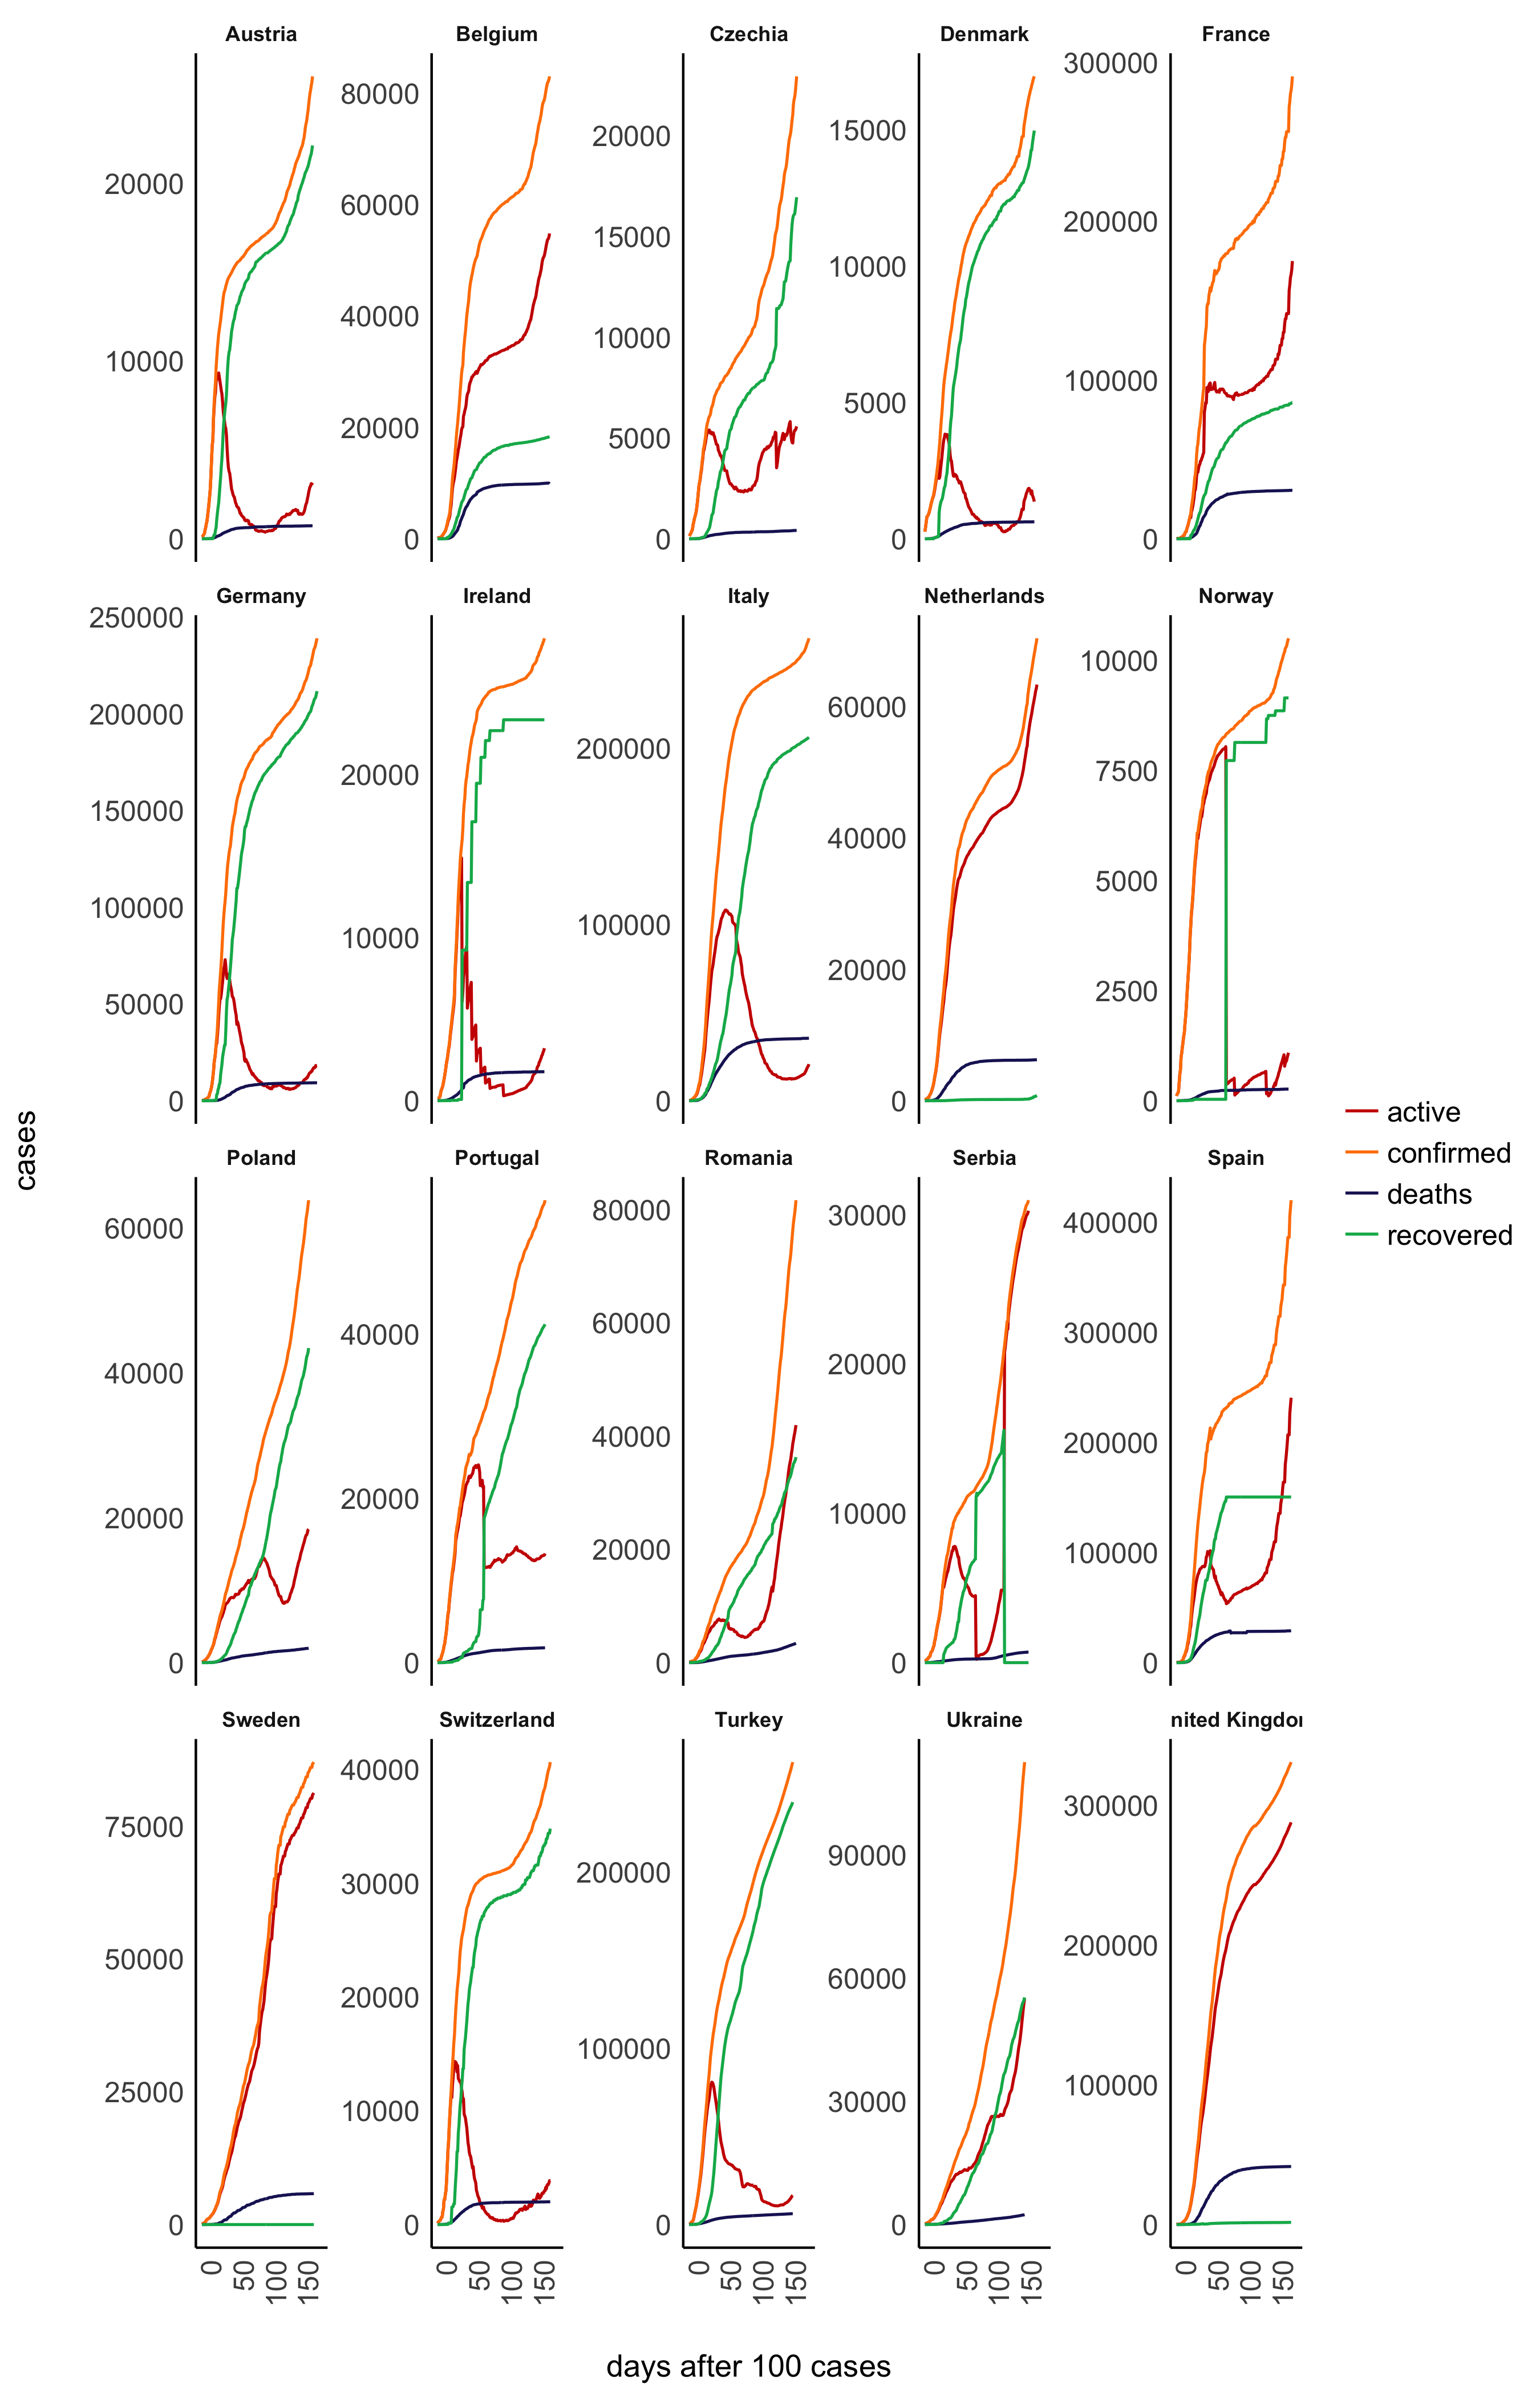 Austria Belgium Czechia Denmark France
20000 10000 0
80000 60000 40000 20000 0
20000 15000 10000 5000 0
15000 10000 5000 0
300000 200000 100000 0
Germany Ireland Italy Netherlands Norway
250000 200000 150000 100000 50000 0
20000 10000 0
200000 100000 0
60000 40000 20000 0
10000 7500 5000 2500 0
cases
active
confirmed
deaths
recovered
Poland Portugal Romania Serbia Spain
60000 40000 20000 0
40000 20000 0
80000 60000 40000 20000 0
30000 20000 10000 0
400000 300000 200000 100000 0
Sweden Switzerland Turkey Ukraine nited Kingdo
75000 50000 25000 0
40000 30000 20000 10000 0
200000 100000 0
90000 60000 30000 0
300000 200000 100000 0
0 50 100 150 0 50 100 150 0 50 100 150 0 50 100 150 0 50 100 150
days after 100 cases